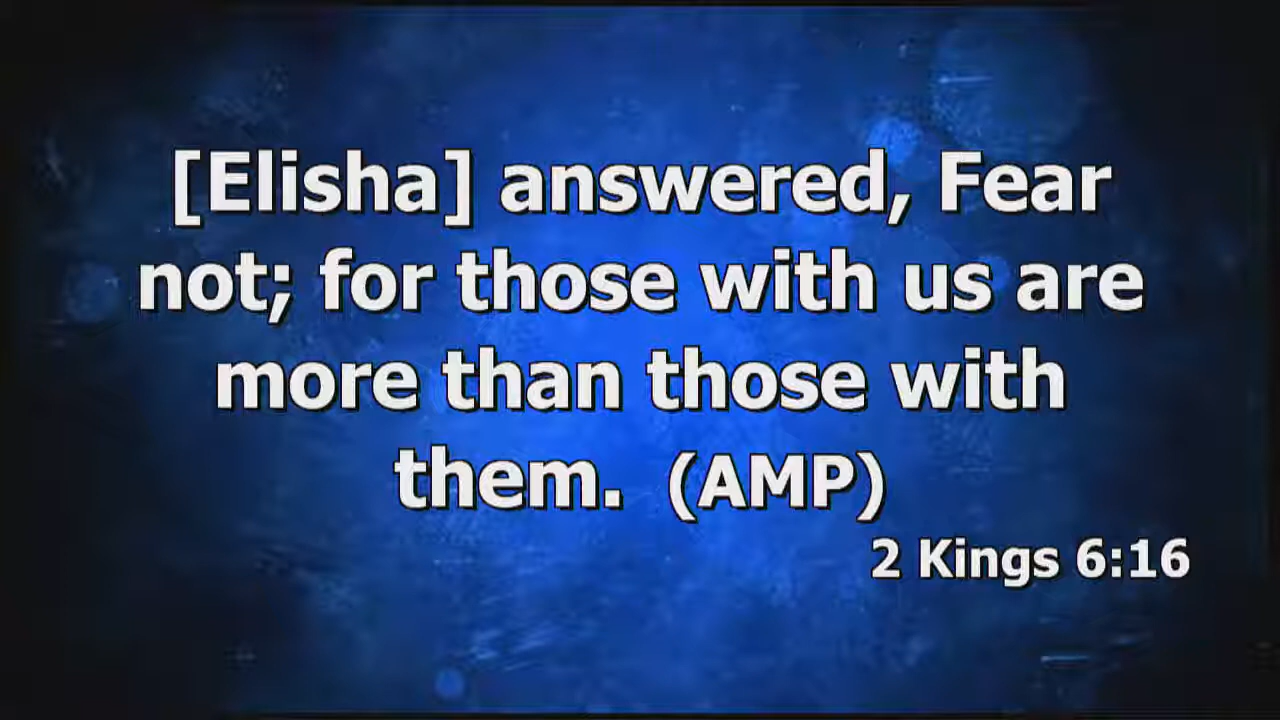 [Elisha] answered, Fear
not; for those with us are
more than those with
them. (AMP)
2 Kings 6:16